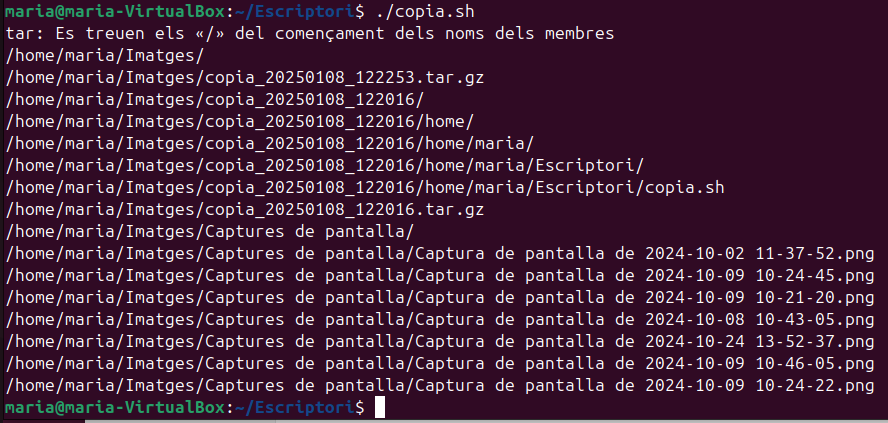 maria@maria-VirtualBox:~/Escriptori$ ./copia.sh
tar: Es treuen els «/» del començament dels noms dels membres
/home/maria/Imatges/
/home/maria/Imatges/copia_20250108_122253.tar.gz
/home/maria/Imatges/copia_20250108_122016/
/home/maria/Imatges/copia_20250108_122016/home/
/home/maria/Imatges/copia_20250108_122016/home/maria/
/home/maria/Imatges/copia_20250108_122016/home/maria/Escriptori/
/home/maria/Imatges/copia_20250108_122016/home/maria/Escriptori/copia.sh
/home/maria/Imatges/copia_20250108_122016.tar.gz
/home/maria/Imatges/Captures de pantalla/
/home/maria/Imatges/Captures de pantalla/Captura de pantalla de 2024-10-02 11-37-52.png
/home/maria/Imatges/Captures de pantalla/Captura de pantalla de 2024-10-09 10-24-45.png
/home/maria/Imatges/Captures de pantalla/Captura de pantalla de 2024-10-09 10-21-20.png
/home/maria/Imatges/Captures de pantalla/Captura de pantalla de 2024-10-08 10-43-05.png
/home/maria/Imatges/Captures de pantalla/Captura de pantalla de 2024-10-24 13-52-37.png
/home/maria/Imatges/Captures de pantalla/Captura de pantalla de 2024-10-09 10-46-05.png
/home/maria/Imatges/Captures de pantalla/Captura de pantalla de 2024-10-09 10-24-22.png
maria@maria-VirtualBox:~/Escriptori$